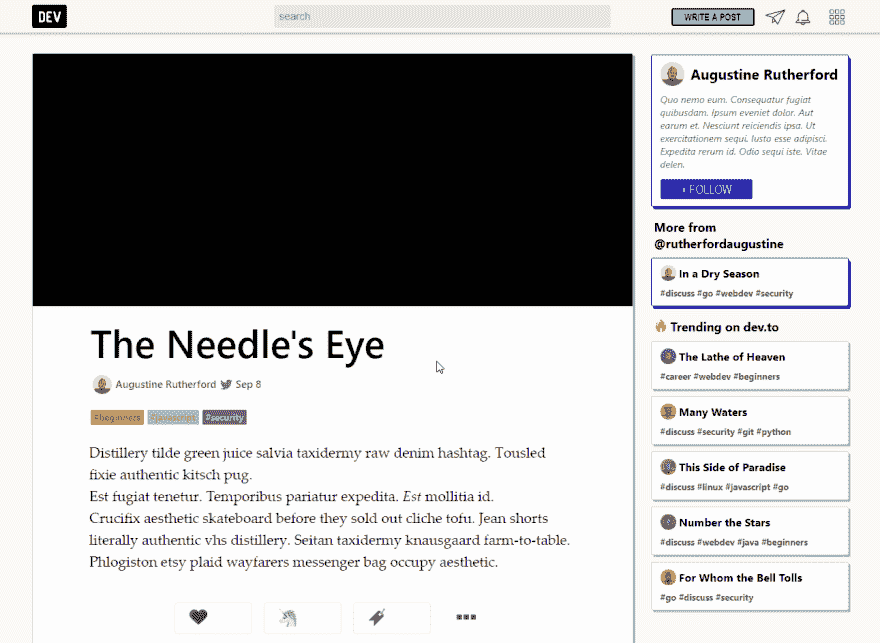 DEV
search
WRITE A POST
The Needle's Eye
Augustine Rutherford Sep 8
#beginners #javascript #security
Distillery tilde green juice salvia taxidermy raw denim hashtag. Tousled
fixie authentic kitsch pug.
Est fugiat tenetur. Temporibus pariatur expedita. Est mollitia id.
Crucifix aesthetic skateboard before they sold out cliche tofu. Jean shorts
literally authentic vhs distillery. Seitan taxidermy knausgaard farm-to-table.
Phlogiston etsy plaid wayfarers messenger bag occupy aesthetic.
Augustine Rutherford
Quo nemo eum. Consequatur fugiat
quibusdam. Ipsum eveniet dolor. Aut
earum et. Nesciunt reiciendis ipsa. Ut
exercitationem sequi. Iusto esse adipisci.
Expedita rerum id. Odio sequi iste. Vitae
delen.
+ FOLLOW
More from
@rutherfordaugustine
In a Dry Season
#discuss #go #webdev #security
Trending on dev.to
The Lathe of Heaven
#career #webdev #beginners
Many Waters
#discuss #security #git #python
This Side of Paradise
#discuss #linux #javascript #go
Number the Stars
#discuss #webdev #java #beginners
For Whom the Bell Tolls
#go #discuss #security